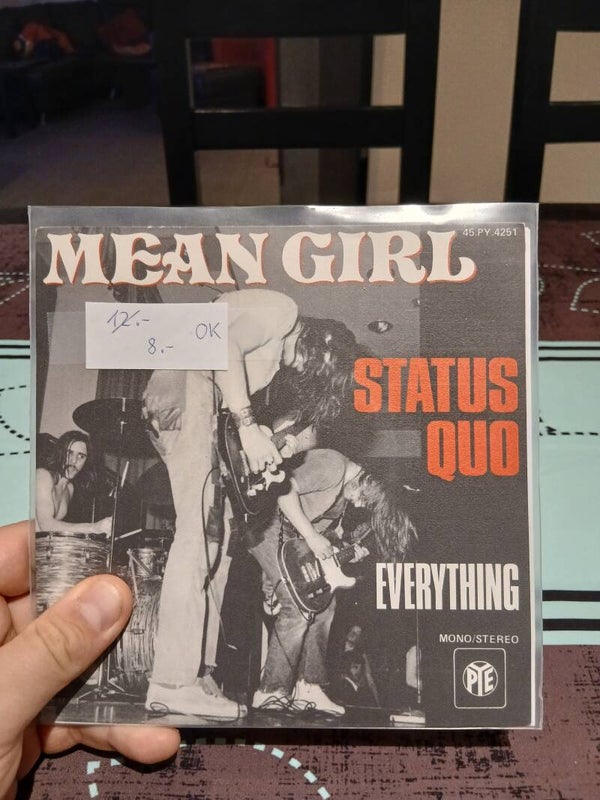 45.PY.4251
MEAN GIRL
12.-
8.- OK
STATUS
QUO
EVERYTHING
MONO/STEREO
PYE